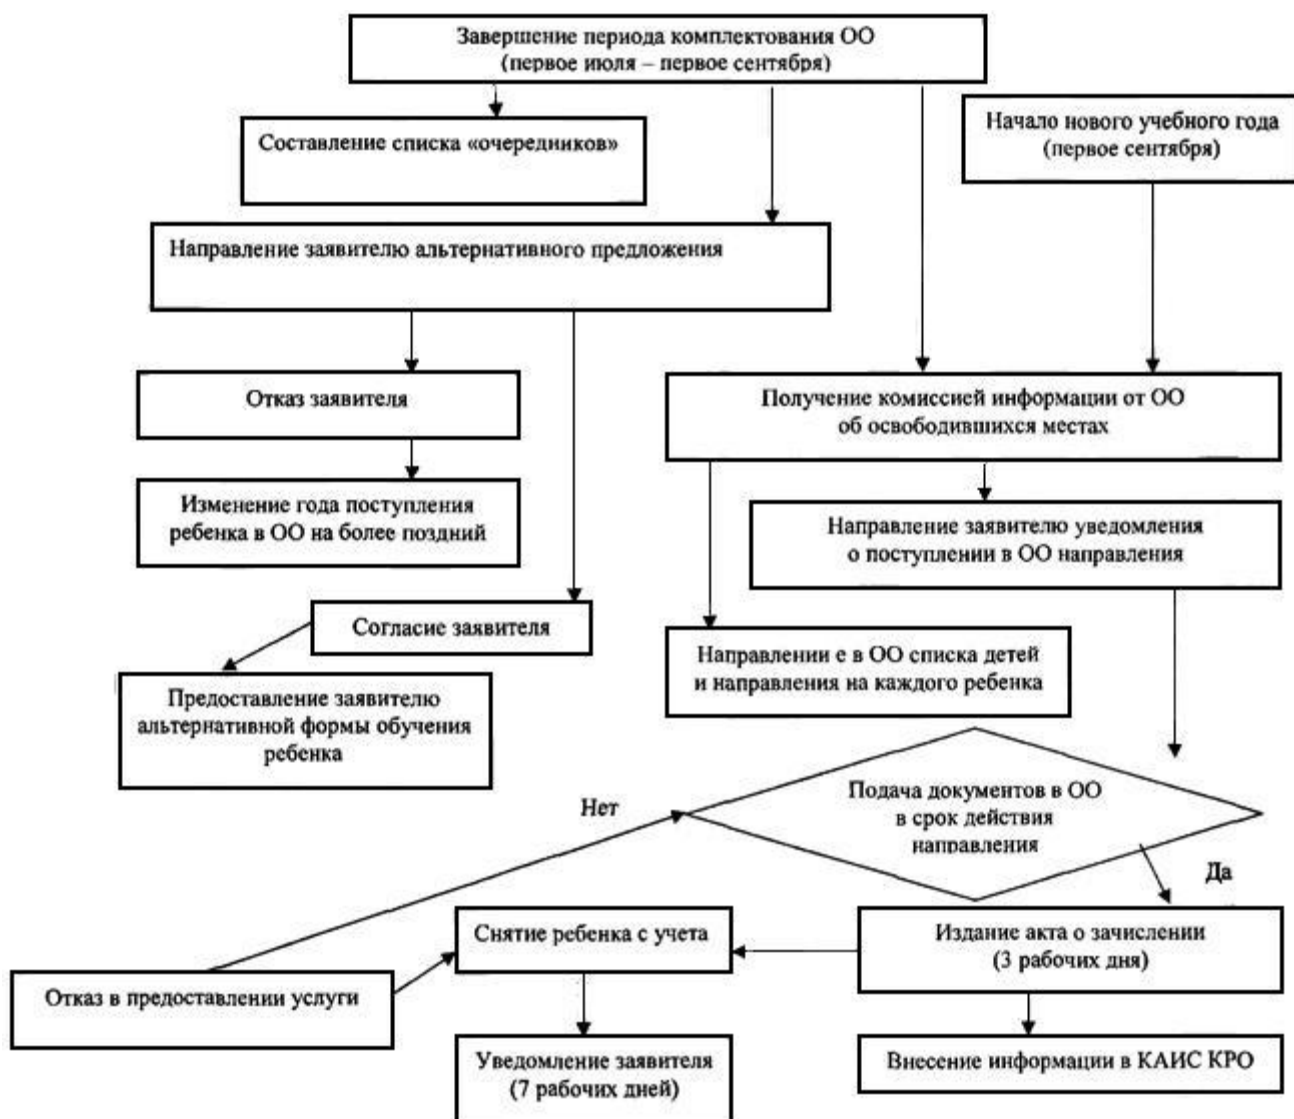 Завершение периода комплектования ОО
(первое июля – первое сентября)
Начало нового учебного года
(первое сентября)
Составление списка «очередников»
Направление заявителю альтернативного предложения
Отказ заявителя
Получение комиссией информации от ОО
об освободившихся местах
Изменение года поступления
ребенка в ОО на более поздний
Направление заявителю уведомления
о поступлении в ОО направления
Согласие заявителя
Направлении е в ОО списка детей
и направления на каждого ребенка
Предоставление заявителю
альтернативной формы обучения
ребенка
Нет
Подача документов в ОО
в срок действия
направления
Да
Снятие ребенка с учета
Издание акта о зачислении
(3 рабочих дня)
Отказ в предоставлении услуги
Уведомление заявителя
(7 рабочих дней)
Внесение информации в КАИС КРО